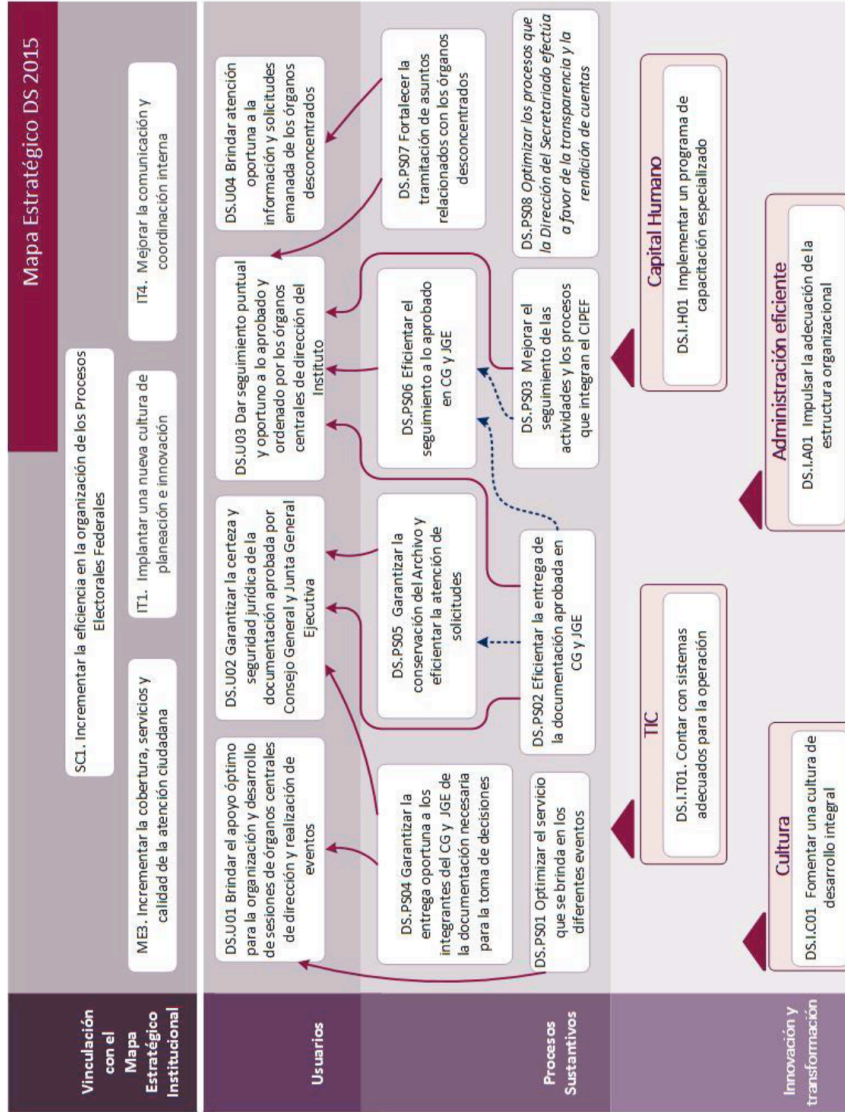 Mapa Estratégico DS 2015
Vinculación
con el
Mapa
Estratégico
Institucional
SC1. Incrementar la eficiencia en la organización de los Procesos
Electorales Federales
ME3. Incrementar la cobertura, servicios y
calidad de la atención ciudadana
IT1. Implantar una nueva cultura de
planeación e innovación
IT4. Mejorar la comunicación y
coordinación interna
Usuarios
DS.U01 Brindar el apoyo óptimo
para la organización y desarrollo
de sesiones de órganos centrales
de dirección y realización de
eventos
DS.U02 Garantizar la certeza y
seguridad jurídica de la
documentación aprobada por
Consejo General y Junta General
Ejecutiva
DS.U03 Dar seguimiento puntual
y oportuno a lo aprobado y
ordenado por los órganos
centrales de dirección del
Instituto
DS.U04 Brindar atención
oportuna a la
información y solicitudes
emanada de los órganos
desconcentrados
Procesos
Sustantivos
DS.PS04 Garantizar la
entrega oportuna a los
integrantes del CG y JGE de
la documentación necesaria
para la toma de decisiones
DS.PS05 Garantizar la
conservación del Archivo y
eficientar la atención de
solicitudes
DS.PS06 Eficientar el
seguimiento a lo aprobado
en CG y JGE
DS.PS07 Fortalecer la
tramitación de asuntos
relacionados con los órganos
desconcentrados
DS.PS01 Optimizar el servicio
que se brinda en los
diferentes eventos
DS.PS02 Eficientar la entrega de
la documentación aprobada en
CG y JGE
DS.PS03 Mejorar el
seguimiento de las
actividades y los procesos
que integran el CIPEF
DS.PS08 Optimizar los procesos que
la Dirección del Secretariado efectúa
a favor de la transparencia y la
rendición de cuentas
Innovación y
transformación
TIC
DS.I.T01. Contar con sistemas
adecuados para la operación
Capital Humano
DS.I.H01 Implementar un programa de
capacitación especializado
Cultura
DS.I.C01 Fomentar una cultura de
desarrollo integral
Administración eficiente
DS.I.A01 Impulsar la adecuación de la
estructura organizacional